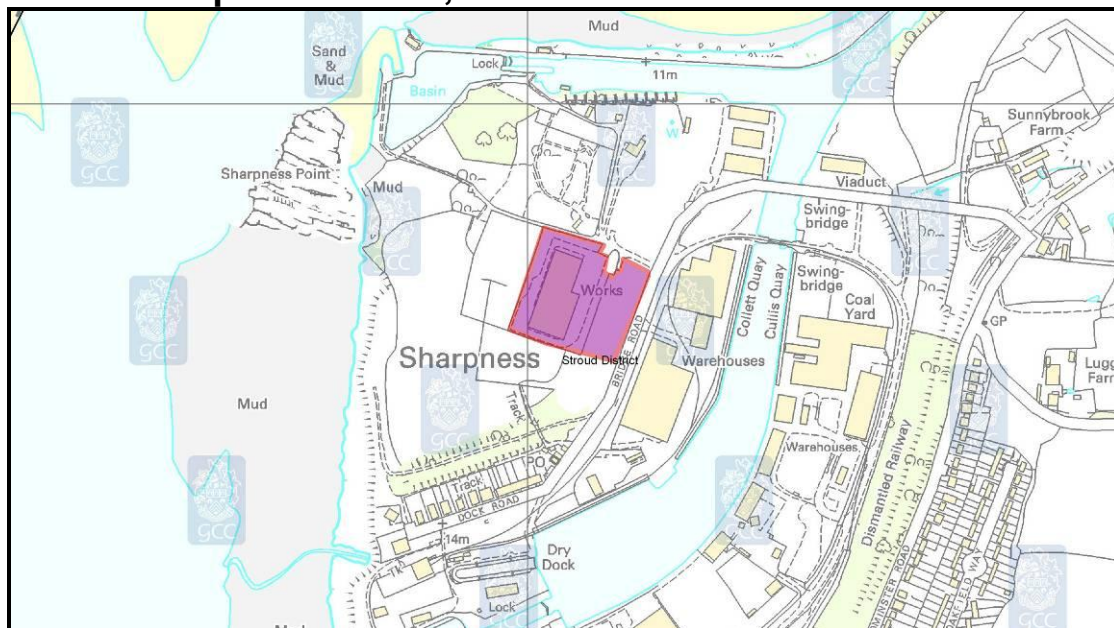 Mud
Sand
&
Mud
Lock
11m
Basin
W
Sunnybrook
Farm
Sharpness Point
Mud
Viaduct
Swing-
bridge
Works
Swing-
bridge
Collett Quay
Cullis Quay
Coal
Yard
GP
BRIDGE ROAD
Sharpness
Stroud District
Warehouses
Mud
Track
Warehouses
Dismantled Railway
PO
Track
DOCK ROAD
14m
Dry
Dock
Lock
gcc